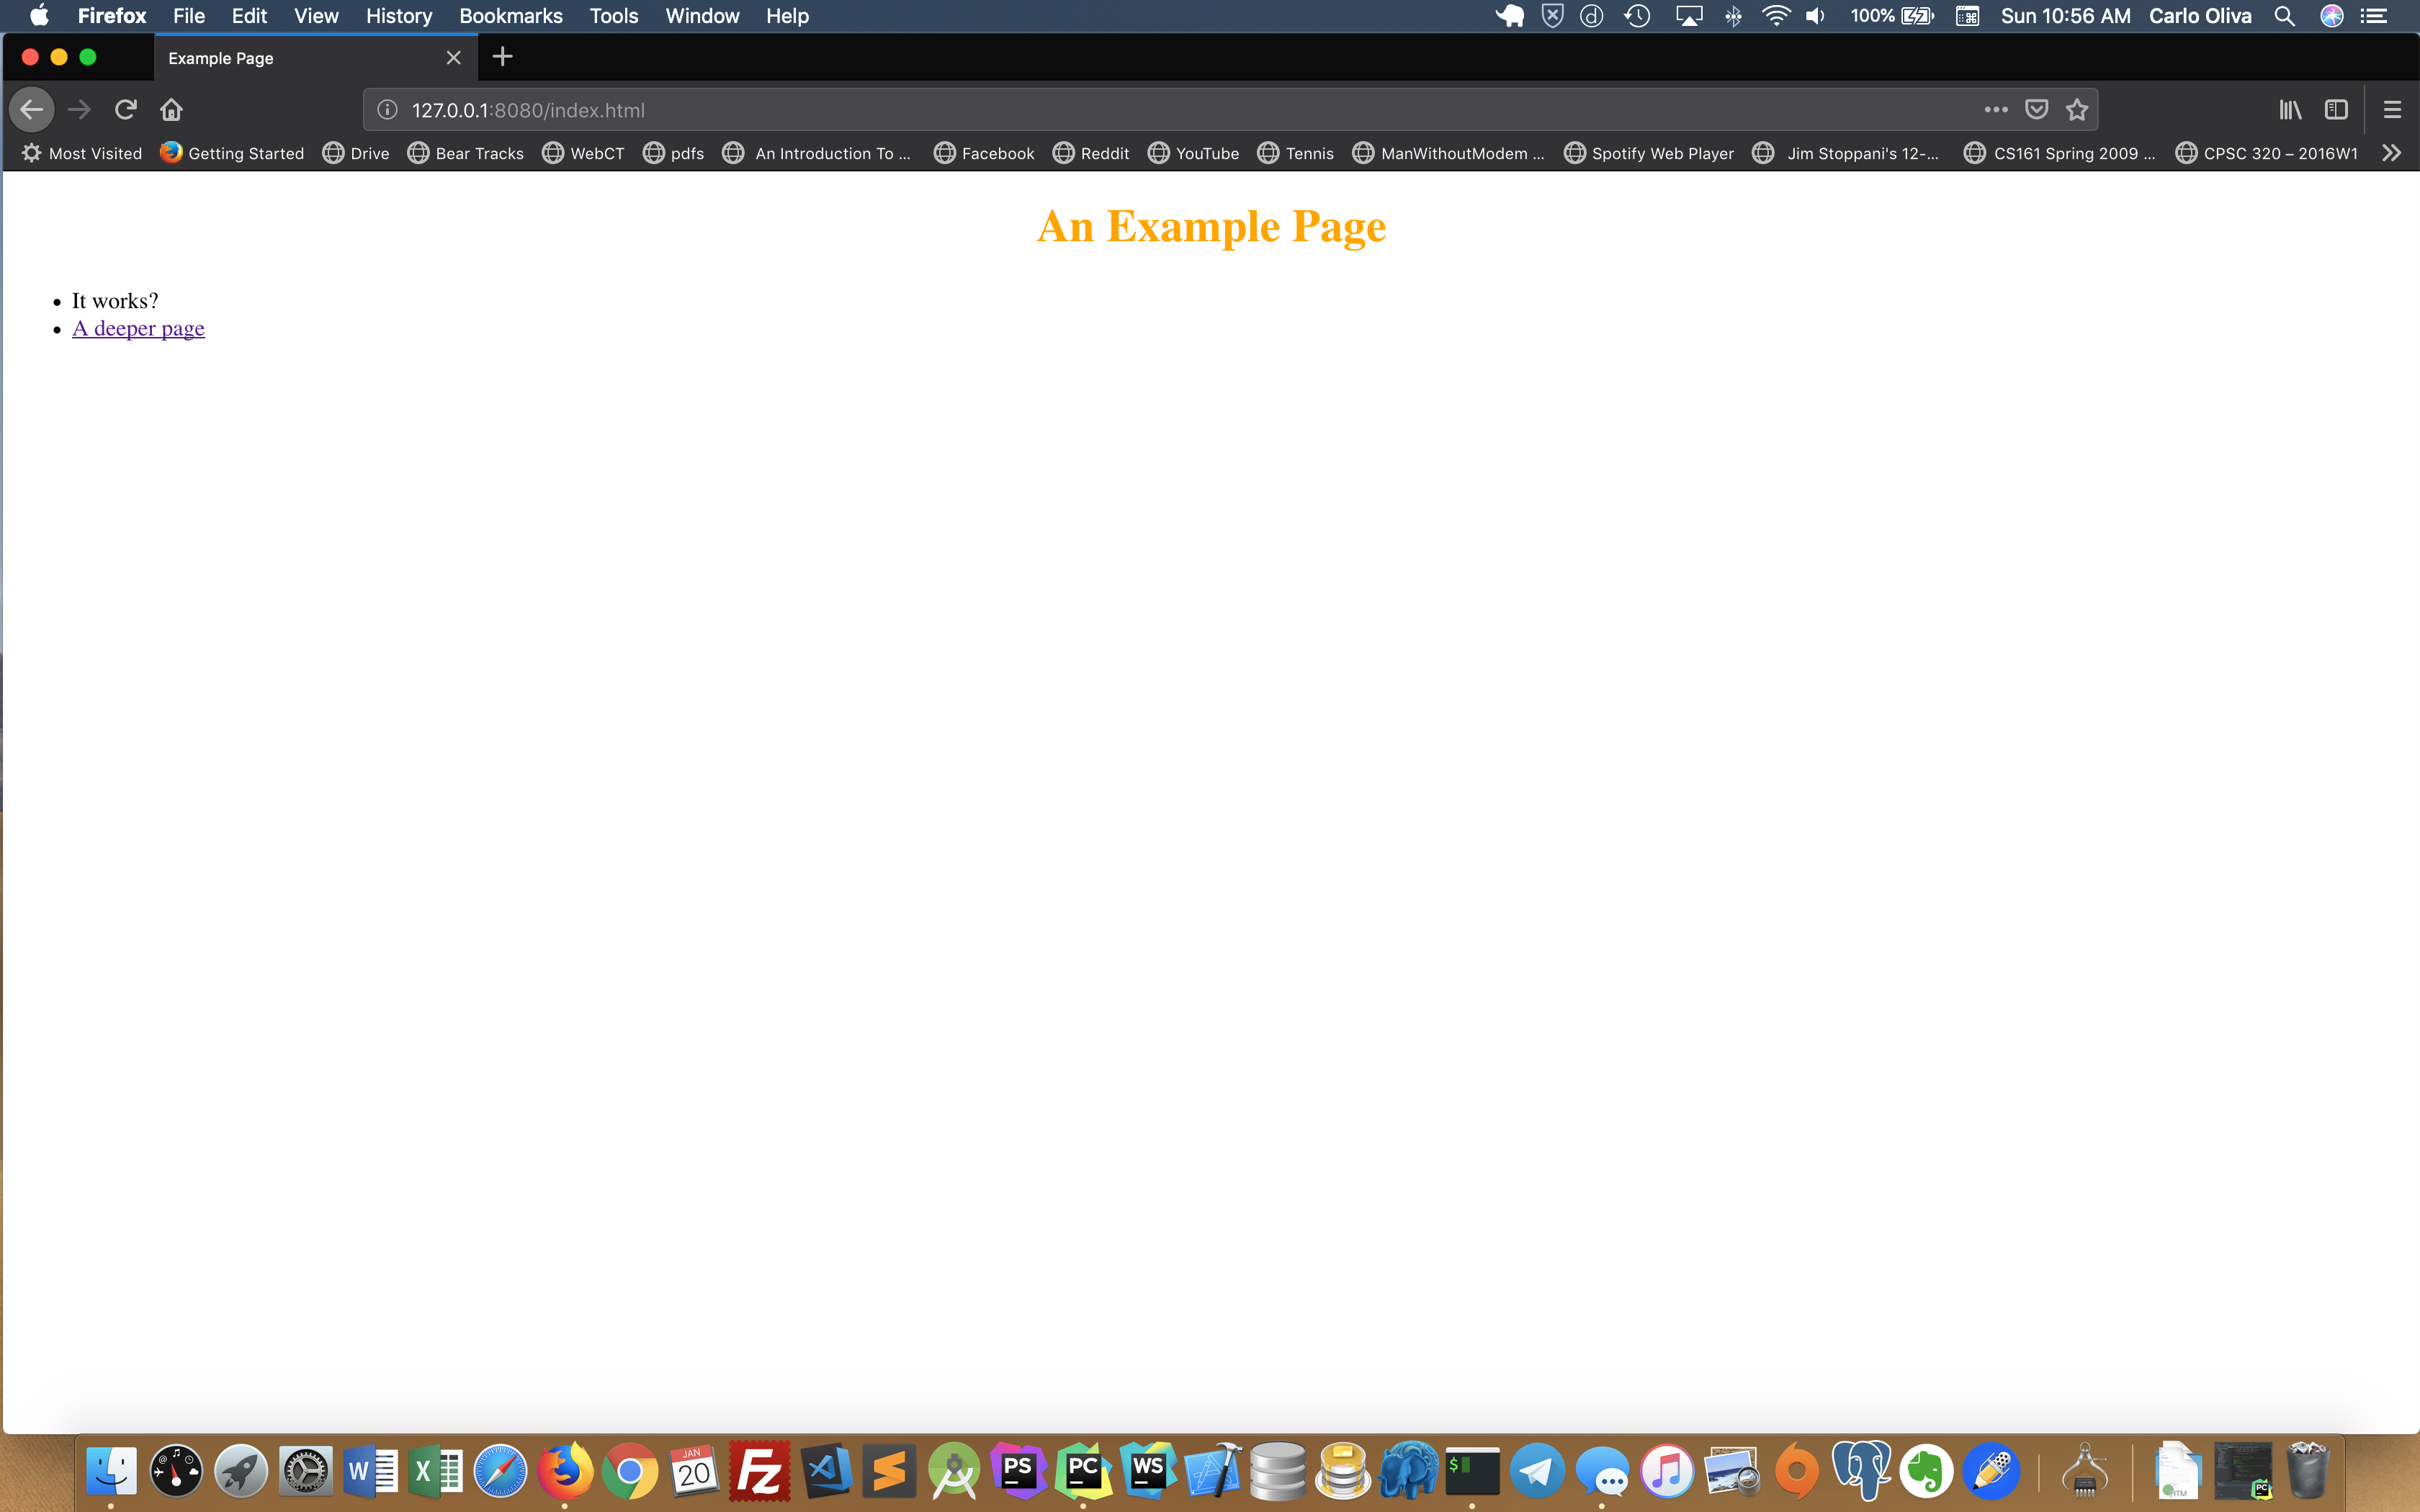 Firefox File Edit View History Bookmarks Tools Window Help 100% Sun 10:56 AM Carlo Oliva
Example Page
127.0.0.1:8080/index.html
Most Visited Getting Started Drive Bear Tracks WebCT pdfs An Introduction To ... Facebook Reddit YouTube Tennis ManWithoutModem ... Spotify Web Player Jim Stoppani's 12-... CS161 Spring 2009 ... CPSC 320 – 2016W1
An Example Page
• It works?
• A deeper page
JAN
20
W X Fz PS PC WS $ HTM PC